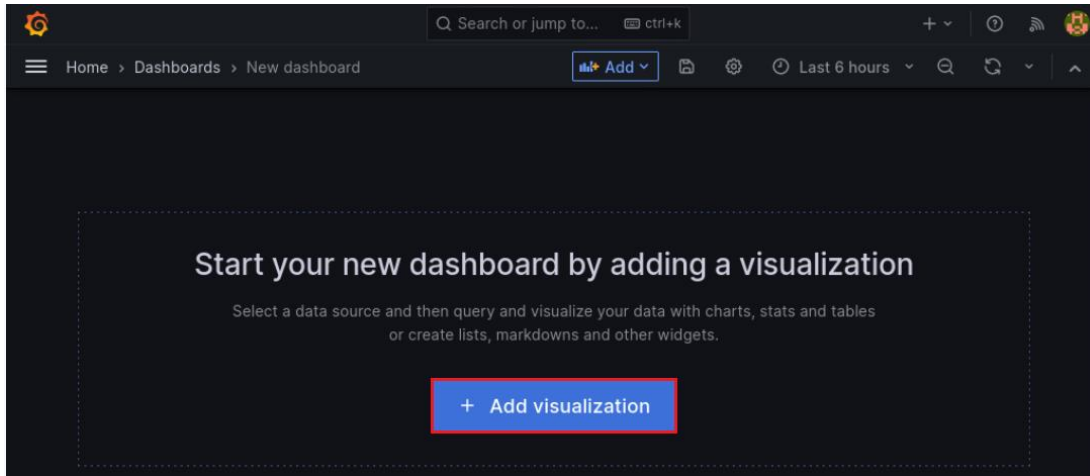 Search or jump to... ctrl+k
Home › Dashboards › New dashboard Add Last 6 hours
Start your new dashboard by adding a visualization
Select a data source and then query and visualize your data with charts, stats and tables
or create lists, markdowns and other widgets.
+ Add visualization